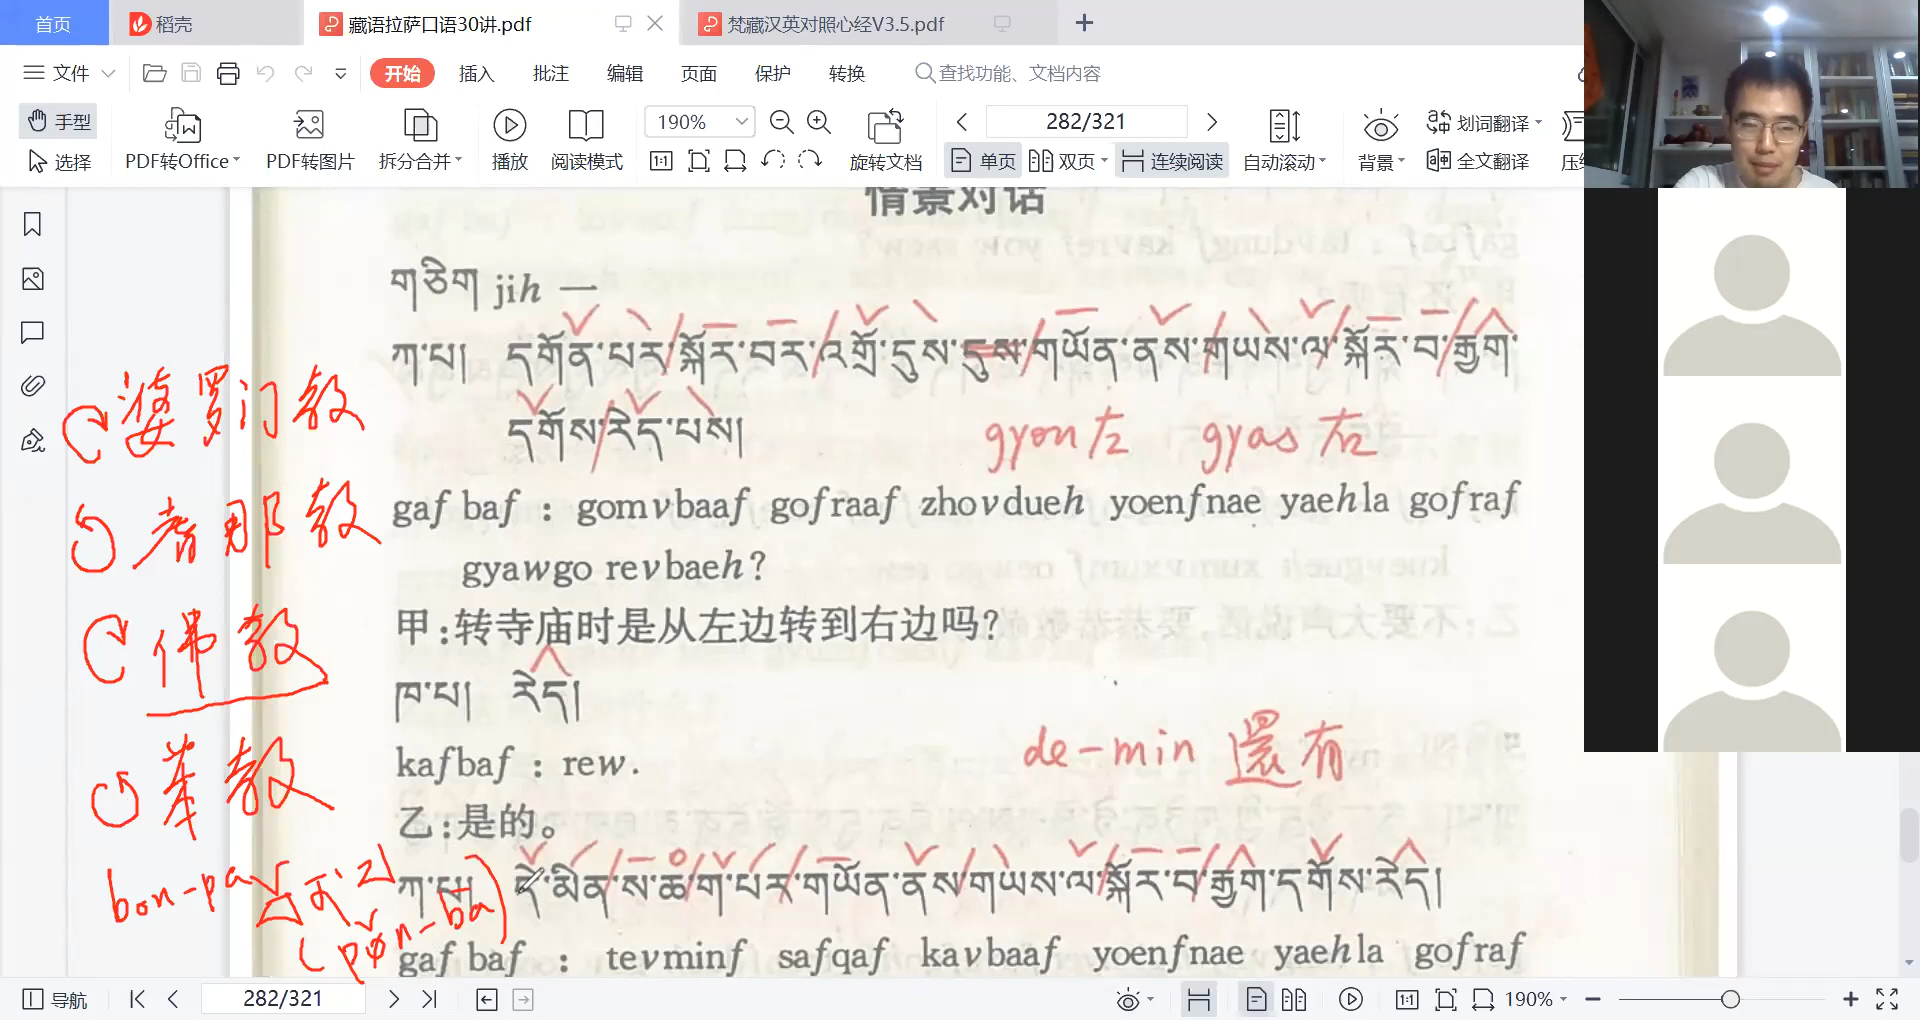 首页 稻壳 藏语拉萨口语30讲.pdf 梵藏汉英对照心经V3.5.pdf
文件 开始 插入 批注 编辑 页面 保护 转换 查找功能、文档内容
手型 190% 282/321 划词翻译
选择 PDF转Office PDF转图片 拆分合并 播放 阅读模式 旋转文档 单页 双页 连续阅读 自动滚动 背景 全文翻译
情景对话
གཅིག jih 一
ཀ་པ། དགོན་པར་སྐོར་བར་འགྲོ་དུས་དུས་གཡོན་ནས་གཡས་ལ་སྐོར་བ་རྒྱག་
དགོས་རེད་པས།
gyon 左 gyas 右
gaf baf : gomvbaaf gofraaf zhovdueh yoenfnae yaehla gofraf
gyawgo revbaeh?
甲:转寺庙时是从左边转到右边吗?
ཁ་པ། རེད།
kafbaf : rew.
乙:是的。
de-min 還有
ཀ་པ། དེ་མིན་ས་ཆ་ག་པར་གཡོན་ནས་གཡས་ལ་སྐོར་བ་རྒྱག་དགོས་རེད།
gaf baf : tevminf safqaf kavbaaf yoenfnae yaehla gofraf
婆罗门教
耆那教
佛教
苯教
bon-pa
导航 282/321 190%